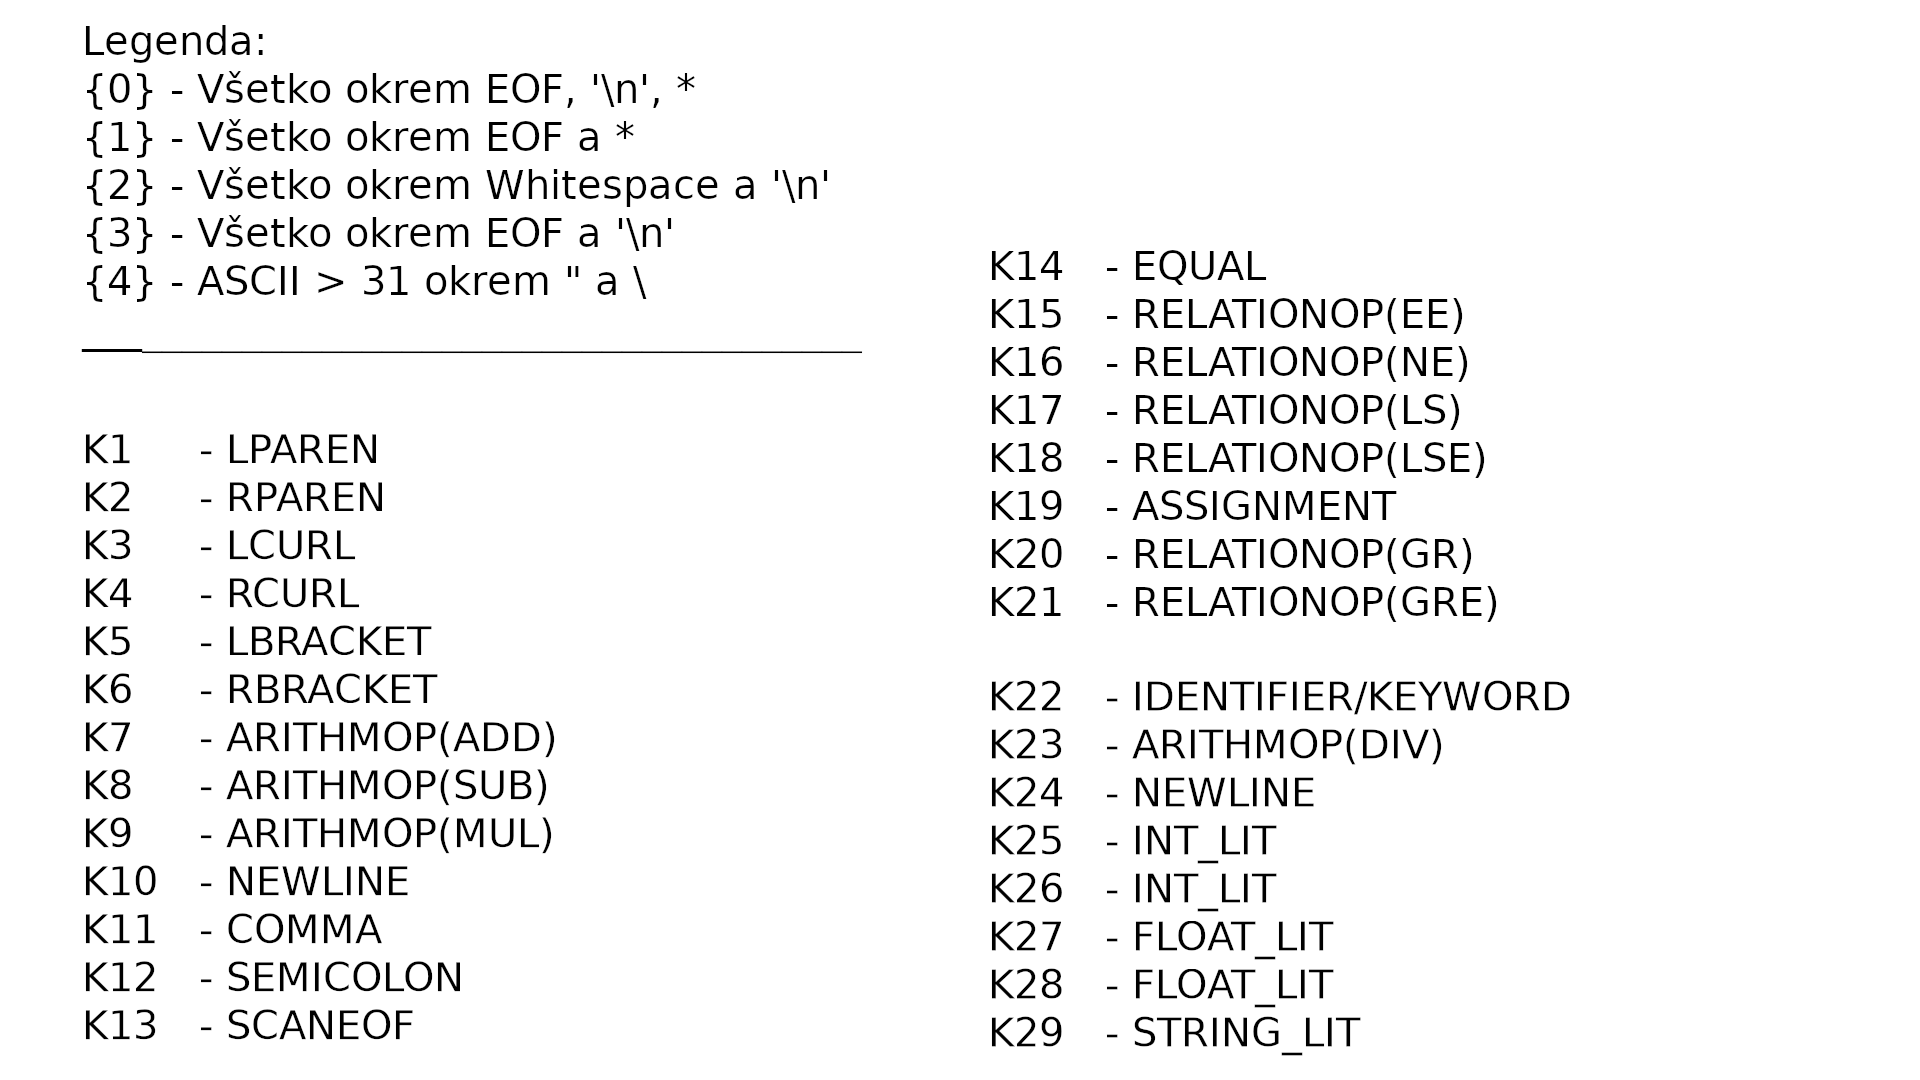 Legenda:
{0} - Všetko okrem EOF, '\n', *
{1} - Všetko okrem EOF a *
{2} - Všetko okrem Whitespace a '\n'
{3} - Všetko okrem EOF a '\n'
{4} - ASCII > 31 okrem " a \
K1 - LPAREN
K2 - RPAREN
K3 - LCURL
K4 - RCURL
K5 - LBRACKET
K6 - RBRACKET
K7 - ARITHMOP(ADD)
K8 - ARITHMOP(SUB)
K9 - ARITHMOP(MUL)
K10 - NEWLINE
K11 - COMMA
K12 - SEMICOLON
K13 - SCANEOF
K14 - EQUAL
K15 - RELATIONOP(EE)
K16 - RELATIONOP(NE)
K17 - RELATIONOP(LS)
K18 - RELATIONOP(LSE)
K19 - ASSIGNMENT
K20 - RELATIONOP(GR)
K21 - RELATIONOP(GRE)
K22 - IDENTIFIER/KEYWORD
K23 - ARITHMOP(DIV)
K24 - NEWLINE
K25 - INT_LIT
K26 - INT_LIT
K27 - FLOAT_LIT
K28 - FLOAT_LIT
K29 - STRING_LIT